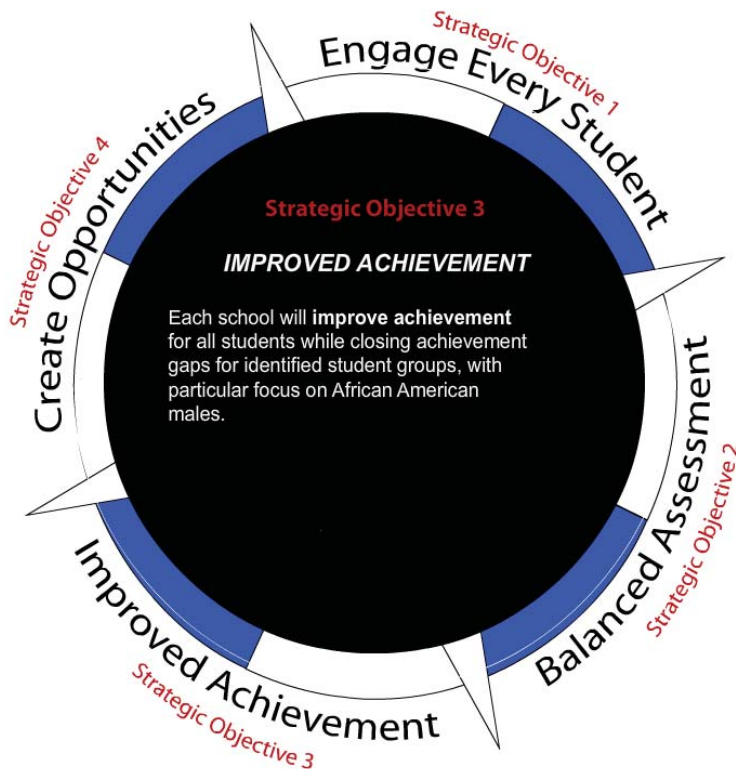 Strategic Objective 1
Engage Every Student
Strategic Objective 4
Create Opportunities
Strategic Objective 3
IMPROVED ACHIEVEMENT
Each school will improve achievement
for all students while closing achievement
gaps for identified student groups, with
particular focus on African American
males.
Balanced Assessment
Strategic Objective 2
Improved Achievement
Strategic Objective 3